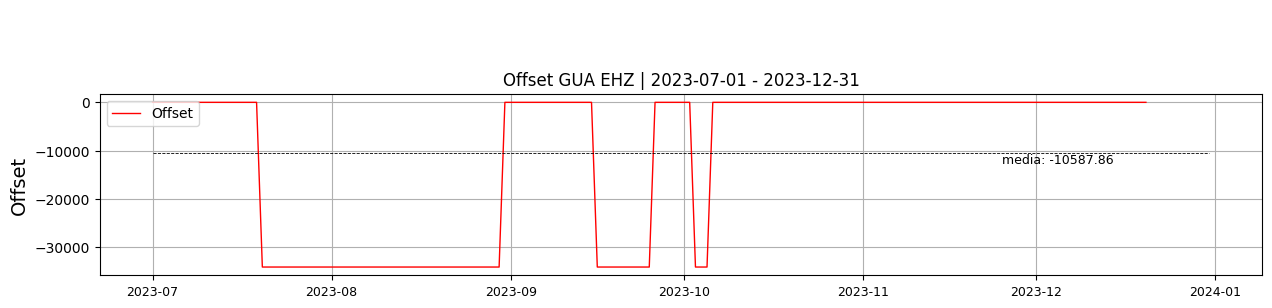 Offset GUA EHZ | 2023-07-01 - 2023-12-31
Offset
0
−10000
−20000
−30000
Offset
media: -10587.86
2023-07 2023-08 2023-09 2023-10 2023-11 2023-12 2024-01